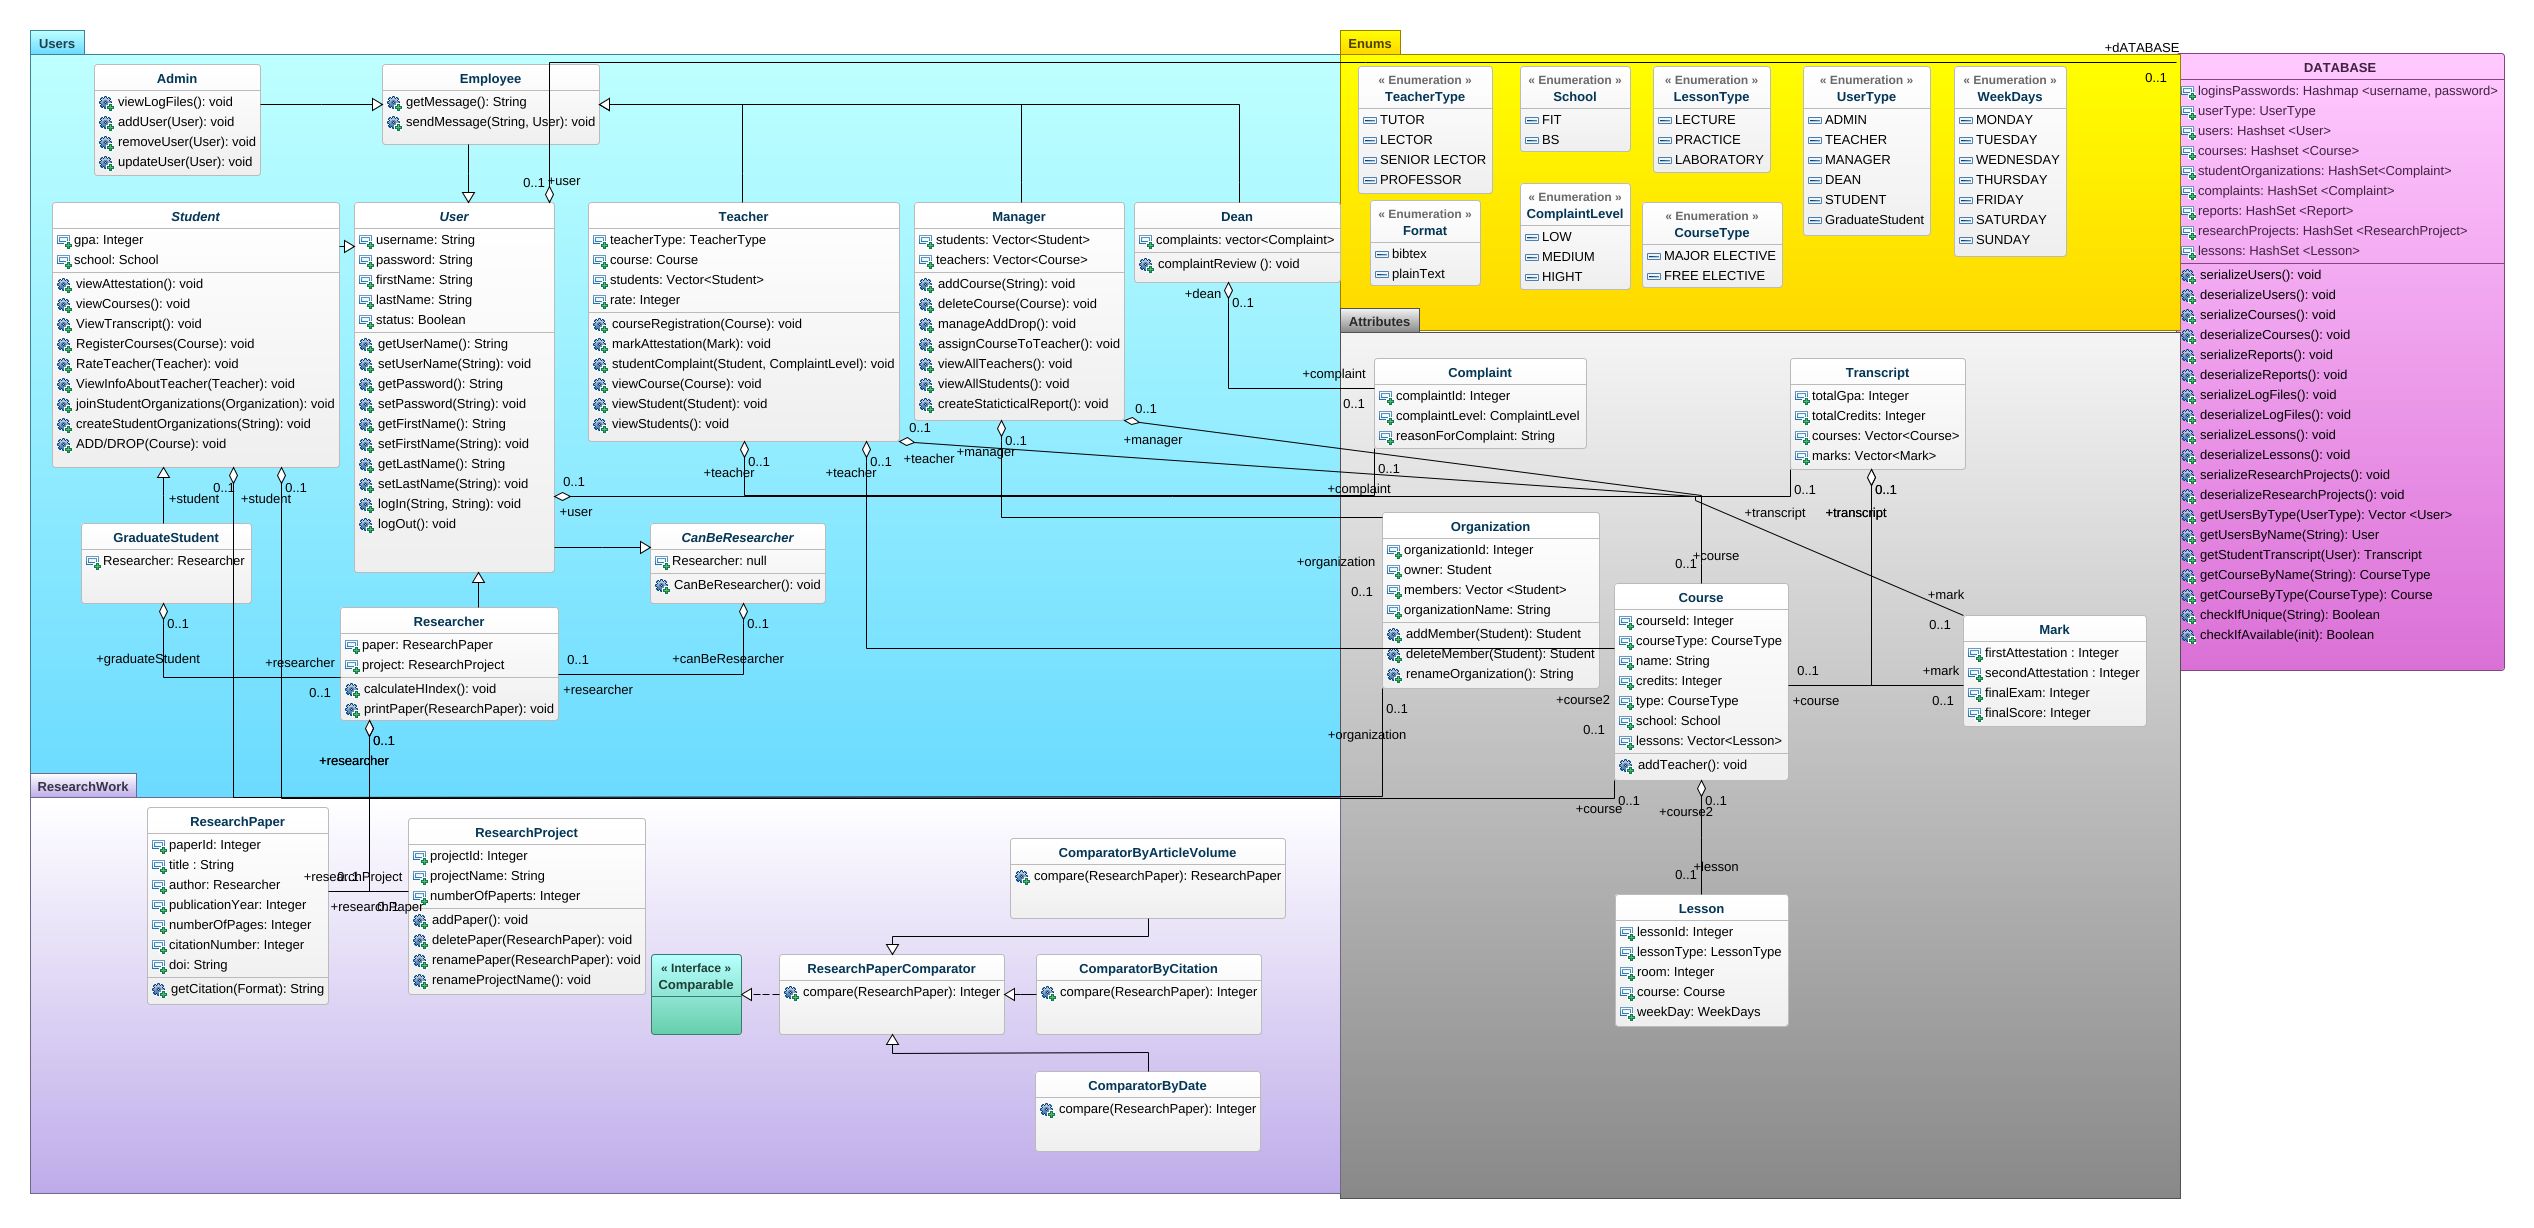 Users
Admin
viewLogFiles(): void
addUser(User): void
removeUser(User): void
updateUser(User): void
Employee
getMessage(): String
sendMessage(String, User): void
0..1
+user
Student
gpa: Integer
school: School
viewAttestation(): void
viewCourses(): void
ViewTranscript(): void
RegisterCourses(Course): void
RateTeacher(Teacher): void
ViewInfoAboutTeacher(Teacher): void
joinStudentOrganizations(Organization): void
createStudentOrganizations(String): void
ADD/DROP(Course): void
0..1
+student
0..1
+student
User
username: String
password: String
firstName: String
lastName: String
status: Boolean
getUserName(): String
setUserName(String): void
getPassword(): String
setPassword(String): void
getFirstName(): String
setFirstName(String): void
getLastName(): String
setLastName(String): void
logIn(String, String): void
logOut(): void
0..1
+user
Teacher
teacherType: TeacherType
course: Course
students: Vector<Student>
rate: Integer
courseRegistration(Course): void
markAttestation(Mark): void
studentComplaint(Student, ComplaintLevel): void
viewCourse(Course): void
viewStudent(Student): void
viewStudents(): void
0..1
+teacher
0..1
+teacher
0..1
+teacher
Manager
students: Vector<Student>
teachers: Vector<Course>
addCourse(String): void
deleteCourse(Course): void
manageAddDrop(): void
assignCourseToTeacher(): void
viewAllTeachers(): void
viewAllStudents(): void
createStaticticalReport(): void
0..1
+manager
0..1
+manager
Dean
complaints: vector<Complaint>
complaintReview (): void
+dean
0..1
GraduateStudent
Researcher: Researcher
0..1
+graduateStudent
CanBeResearcher
Researcher: null
CanBeResearcher(): void
0..1
+canBeResearcher
Researcher
paper: ResearchPaper
project: ResearchProject
calculateHIndex(): void
printPaper(ResearchPaper): void
+researcher
0..1
0..1
+researcher
0..1
+researcher
Enums
« Enumeration »
TeacherType
TUTOR
LECTOR
SENIOR LECTOR
PROFESSOR
« Enumeration »
School
FIT
BS
« Enumeration »
LessonType
LECTURE
PRACTICE
LABORATORY
« Enumeration »
UserType
ADMIN
TEACHER
MANAGER
DEAN
STUDENT
GraduateStudent
« Enumeration »
WeekDays
MONDAY
TUESDAY
WEDNESDAY
THURSDAY
FRIDAY
SATURDAY
SUNDAY
« Enumeration »
Format
bibtex
plainText
« Enumeration »
ComplaintLevel
LOW
MEDIUM
HIGHT
« Enumeration »
CourseType
MAJOR ELECTIVE
FREE ELECTIVE
+dATABASE
0..1
DATABASE
loginsPasswords: Hashmap <username, password>
userType: UserType
users: Hashset <User>
courses: Hashset <Course>
studentOrganizations: HashSet<Complaint>
complaints: HashSet <Complaint>
reports: HashSet <Report>
researchProjects: HashSet <ResearchProject>
lessons: HashSet <Lesson>
serializeUsers(): void
deserializeUsers(): void
serializeCourses(): void
deserializeCourses(): void
serializeReports(): void
deserializeReports(): void
serializeLogFiles(): void
deserializeLogFiles(): void
serializeLessons(): void
deserializeLessons(): void
serializeResearchProjects(): void
deserializeResearchProjects(): void
getUsersByType(UserType): Vector <User>
getUsersByName(String): User
getStudentTranscript(User): Transcript
getCourseByName(String): CourseType
getCourseByType(CourseType): Course
checkIfUnique(String): Boolean
checkIfAvailable(init): Boolean
Attributes
Complaint
complaintId: Integer
complaintLevel: ComplaintLevel
reasonForComplaint: String
+complaint
0..1
0..1
+complaint
Transcript
totalGpa: Integer
totalCredits: Integer
courses: Vector<Course>
marks: Vector<Mark>
0..1
+transcript
0..1
+transcript
Organization
organizationId: Integer
owner: Student
members: Vector <Student>
organizationName: String
addMember(Student): Student
deleteMember(Student): Student
renameOrganization(): String
+organization
0..1
0..1
+organization
Course
courseId: Integer
courseType: CourseType
name: String
credits: Integer
type: CourseType
school: School
lessons: Vector<Lesson>
addTeacher(): void
+course
0..1
+course2
0..1
0..1
+course
+course
0..1
+course2
0..1
Mark
firstAttestation : Integer
secondAttestation : Integer
finalExam: Integer
finalScore: Integer
+mark
0..1
+mark
0..1
+lesson
0..1
Lesson
lessonId: Integer
lessonType: LessonType
room: Integer
course: Course
weekDay: WeekDays
ResearchWork
ResearchPaper
paperId: Integer
title : String
author: Researcher
publicationYear: Integer
numberOfPages: Integer
citationNumber: Integer
doi: String
getCitation(Format): String
+researchProject
0..1
+researchPaper
0..1
ResearchProject
projectId: Integer
projectName: String
numberOfPaperts: Integer
addPaper(): void
deletePaper(ResearchPaper): void
renamePaper(ResearchPaper): void
renameProjectName(): void
ComparatorByArticleVolume
compare(ResearchPaper): ResearchPaper
« Interface »
Comparable
ResearchPaperComparator
compare(ResearchPaper): Integer
ComparatorByCitation
compare(ResearchPaper): Integer
ComparatorByDate
compare(ResearchPaper): Integer